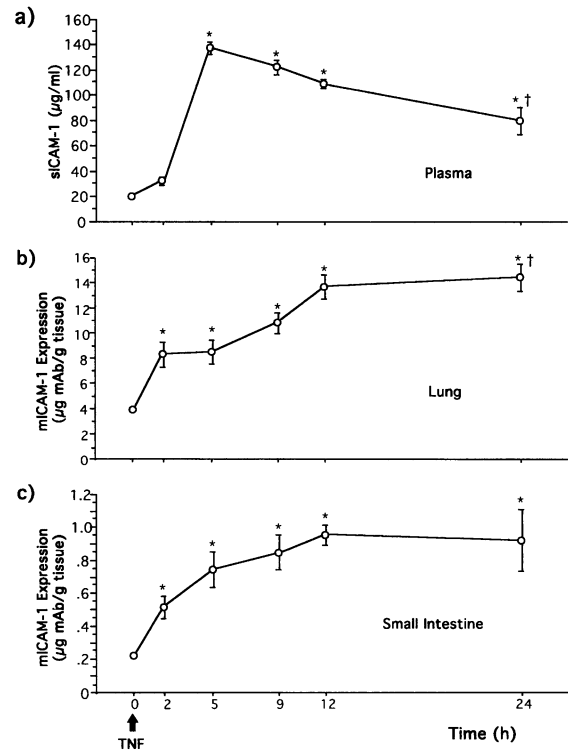 a)
160
140
120
100
80
60
40
20
0
sICAM-1 (µg/ml)
*
*
*
* †
Plasma
b)
16
14
12
10
8
6
4
2
0
mICAM-1 Expression
(µg mAb/g tissue)
*
*
*
*
* †
Lung
c)
1.2
1.0
.8
.6
.4
.2
0
mICAM-1 Expression
(µg mAb/g tissue)
*
*
*
*
*
Small Intestine
0 2 5 9 12 24
TNF
Time (h)